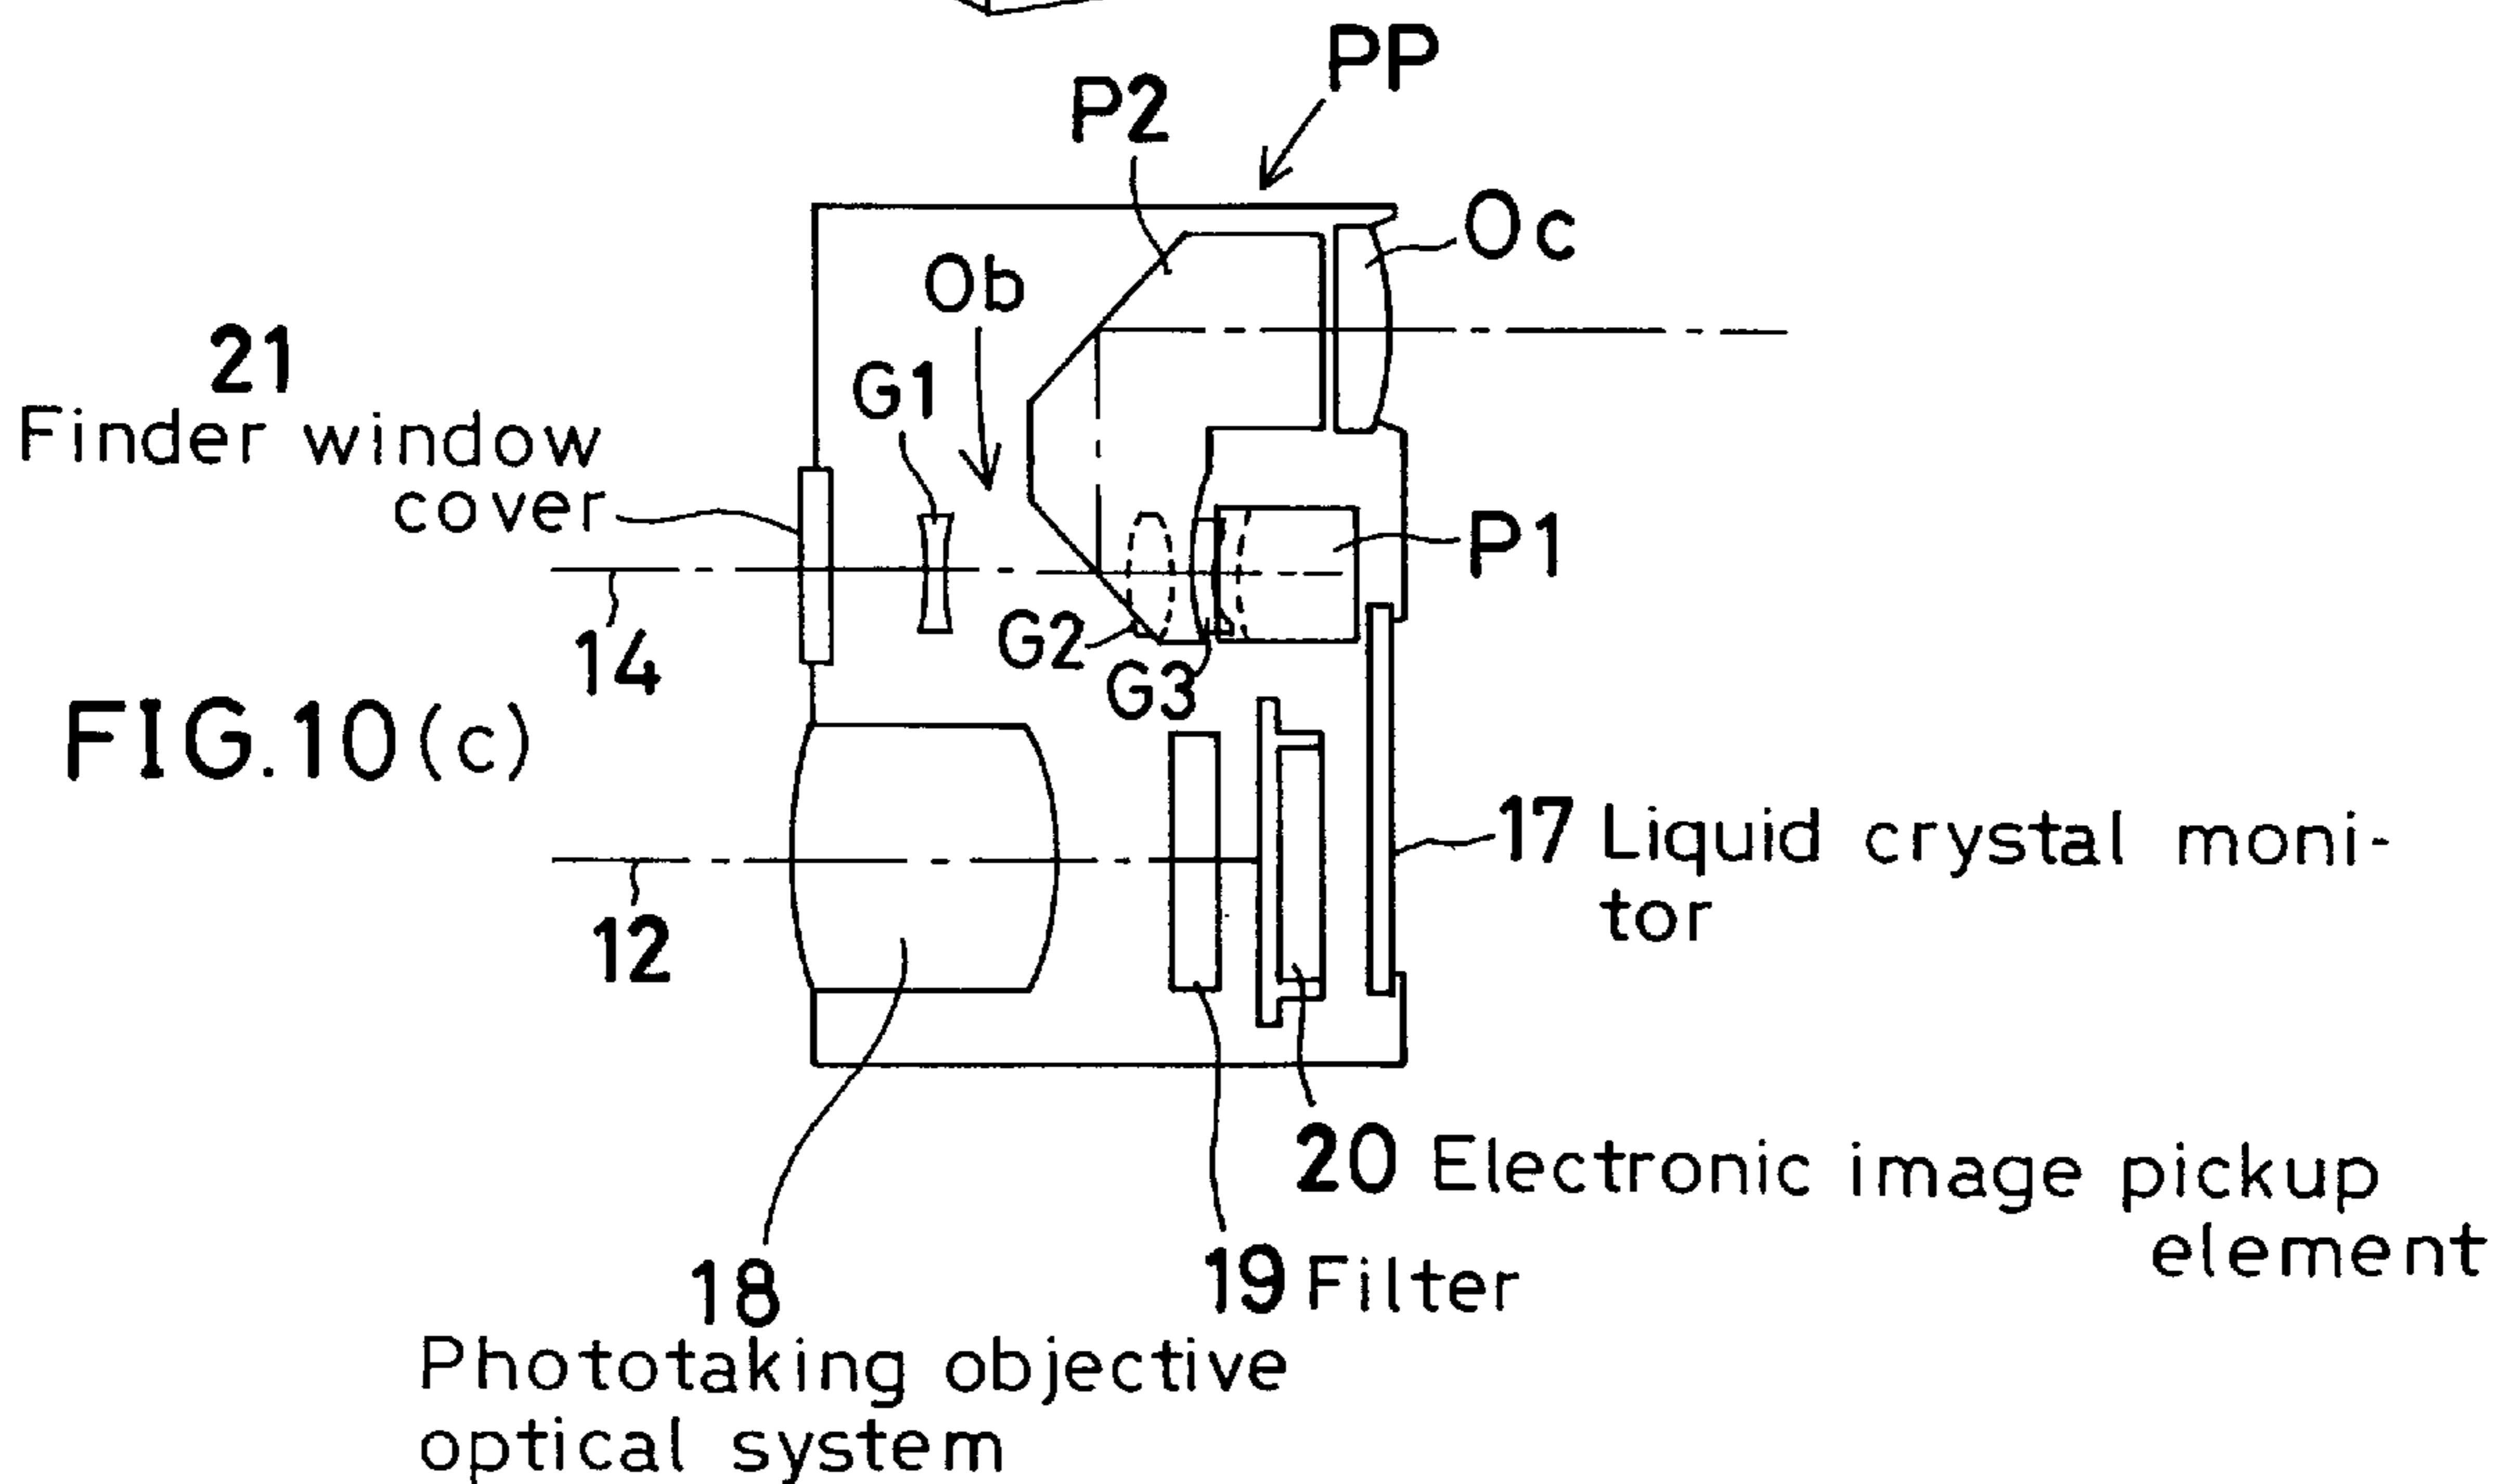 PP
P2
Oc
Ob
21
G1
Finder window
cover
P1
G2
14
G3
FIG.10(c)
17 Liquid crystal moni-
tor
12
20 Electronic image pickup
element
18
19 Filter
Phototaking objective
optical system